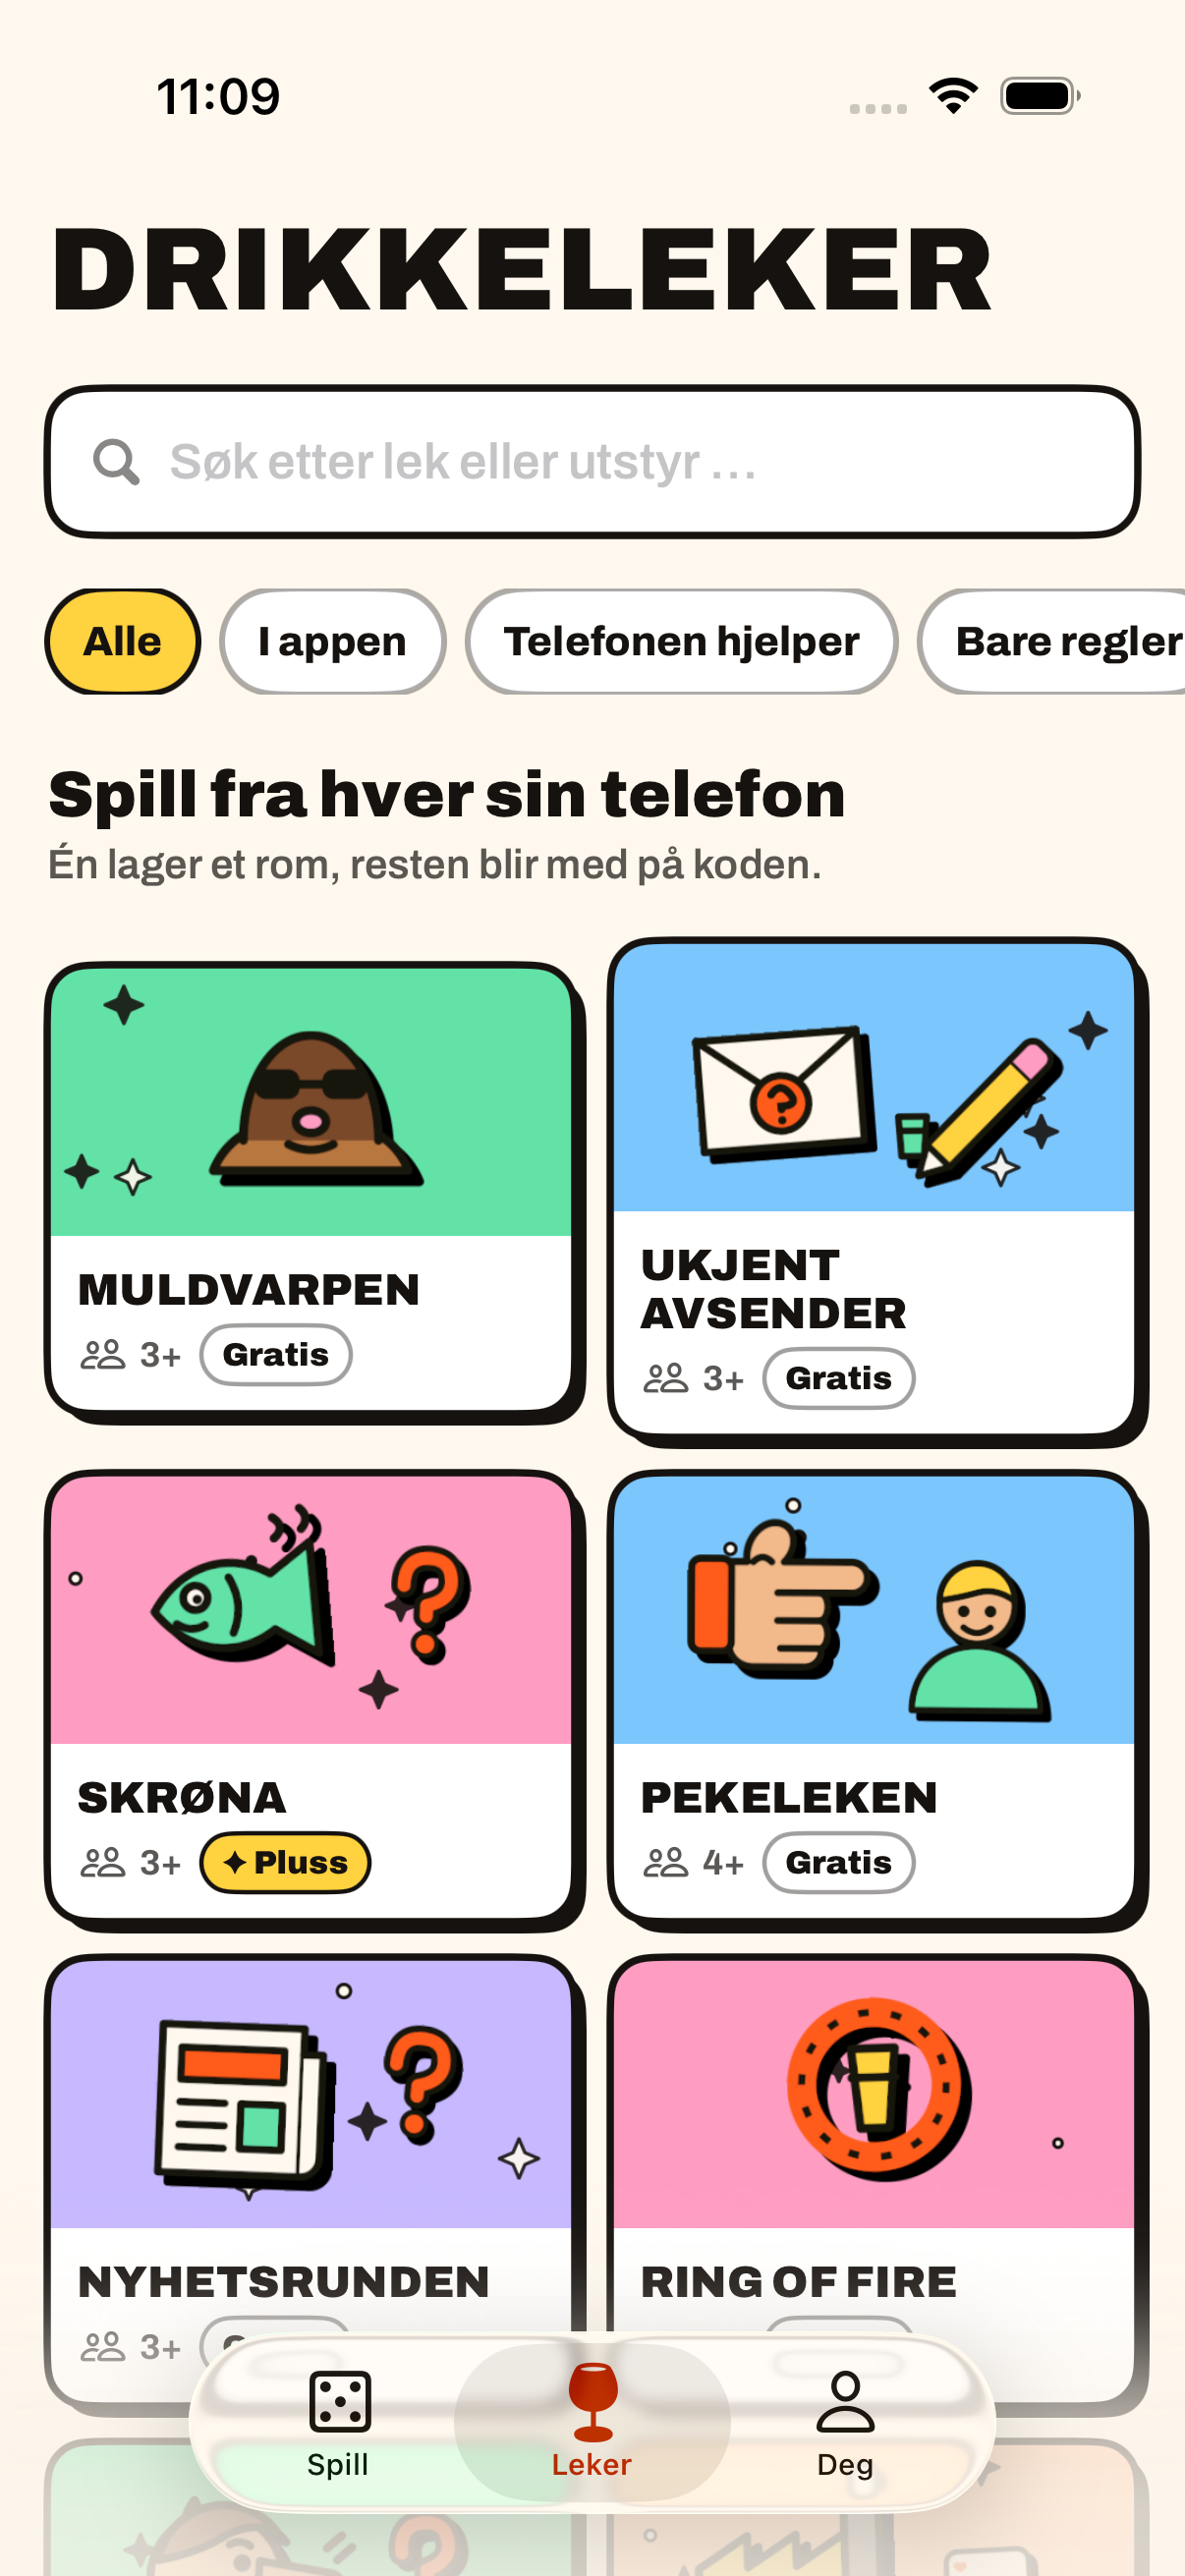 11:09
DRIKKELEKER
Søk etter lek eller utstyr ...
Alle
I appen
Telefonen hjelper
Bare regler
Spill fra hver sin telefon
Én lager et rom, resten blir med på koden.
?
MULDVARPEN
3+ Gratis
UKJENT
AVSENDER
3+ Gratis
?
SKRØNA
3+ Pluss
PEKELEKEN
4+ Gratis
?
NYHETSRUNDEN
3+
RING OF FIRE
?
Spill
Leker
Deg